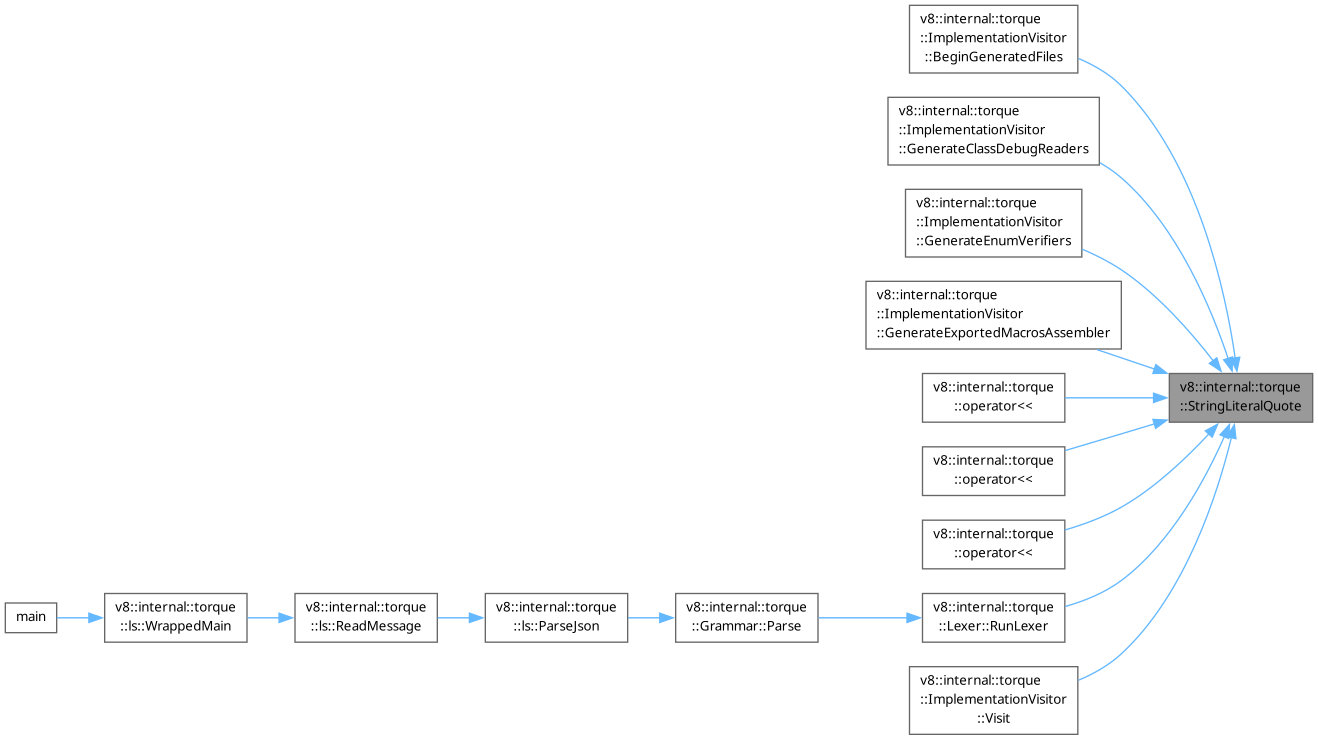 v8::internal::torque
::ImplementationVisitor
::BeginGeneratedFiles
v8::internal::torque
::ImplementationVisitor
::GenerateClassDebugReaders
v8::internal::torque
::ImplementationVisitor
::GenerateEnumVerifiers
v8::internal::torque
::ImplementationVisitor
::GenerateExportedMacrosAssembler
v8::internal::torque
::StringLiteralQuote
v8::internal::torque
::operator<<
v8::internal::torque
::operator<<
v8::internal::torque
::operator<<
main
v8::internal::torque
::ls::WrappedMain
v8::internal::torque
::ls::ReadMessage
v8::internal::torque
::ls::ParseJson
v8::internal::torque
::Grammar::Parse
v8::internal::torque
::Lexer::RunLexer
v8::internal::torque
::ImplementationVisitor
::Visit